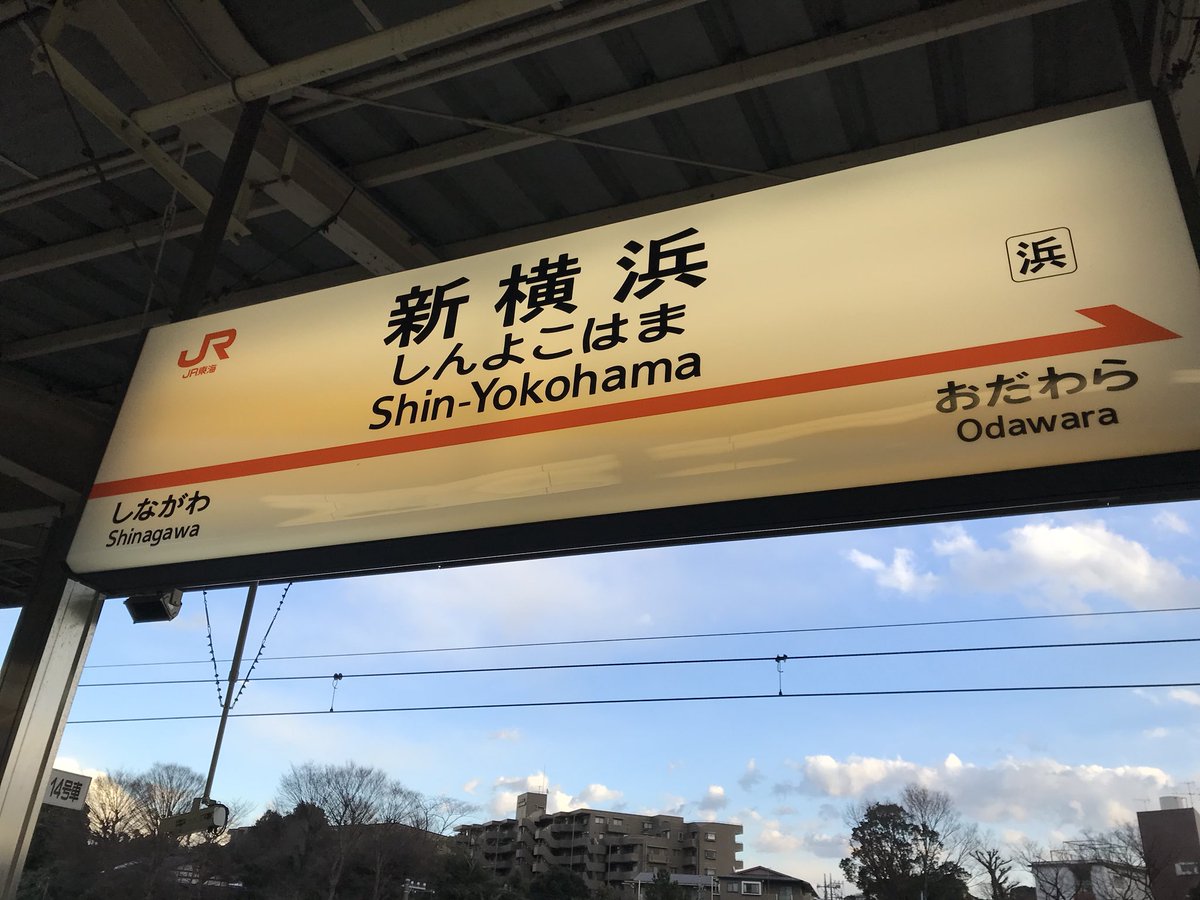 JR
JR東海
新横浜
しんよこはま
Shin-Yokohama
浜
しながわ
Shinagawa
おだわら
Odawara
14号車